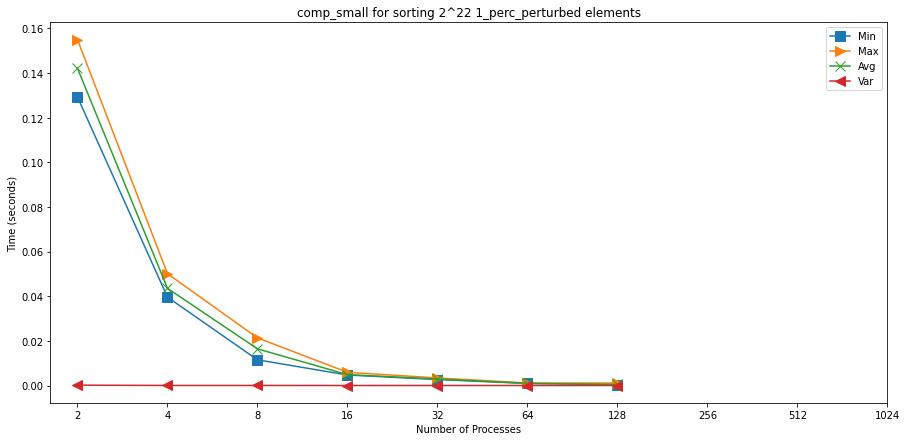 comp_small for sorting 2^22 1_perc_perturbed elements
Min
Max
Avg
Var
Time (seconds)
0.16
0.14
0.12
0.10
0.08
0.06
0.04
0.02
0.00
2 4 8 16 32 64 128 256 512 1024
Number of Processes